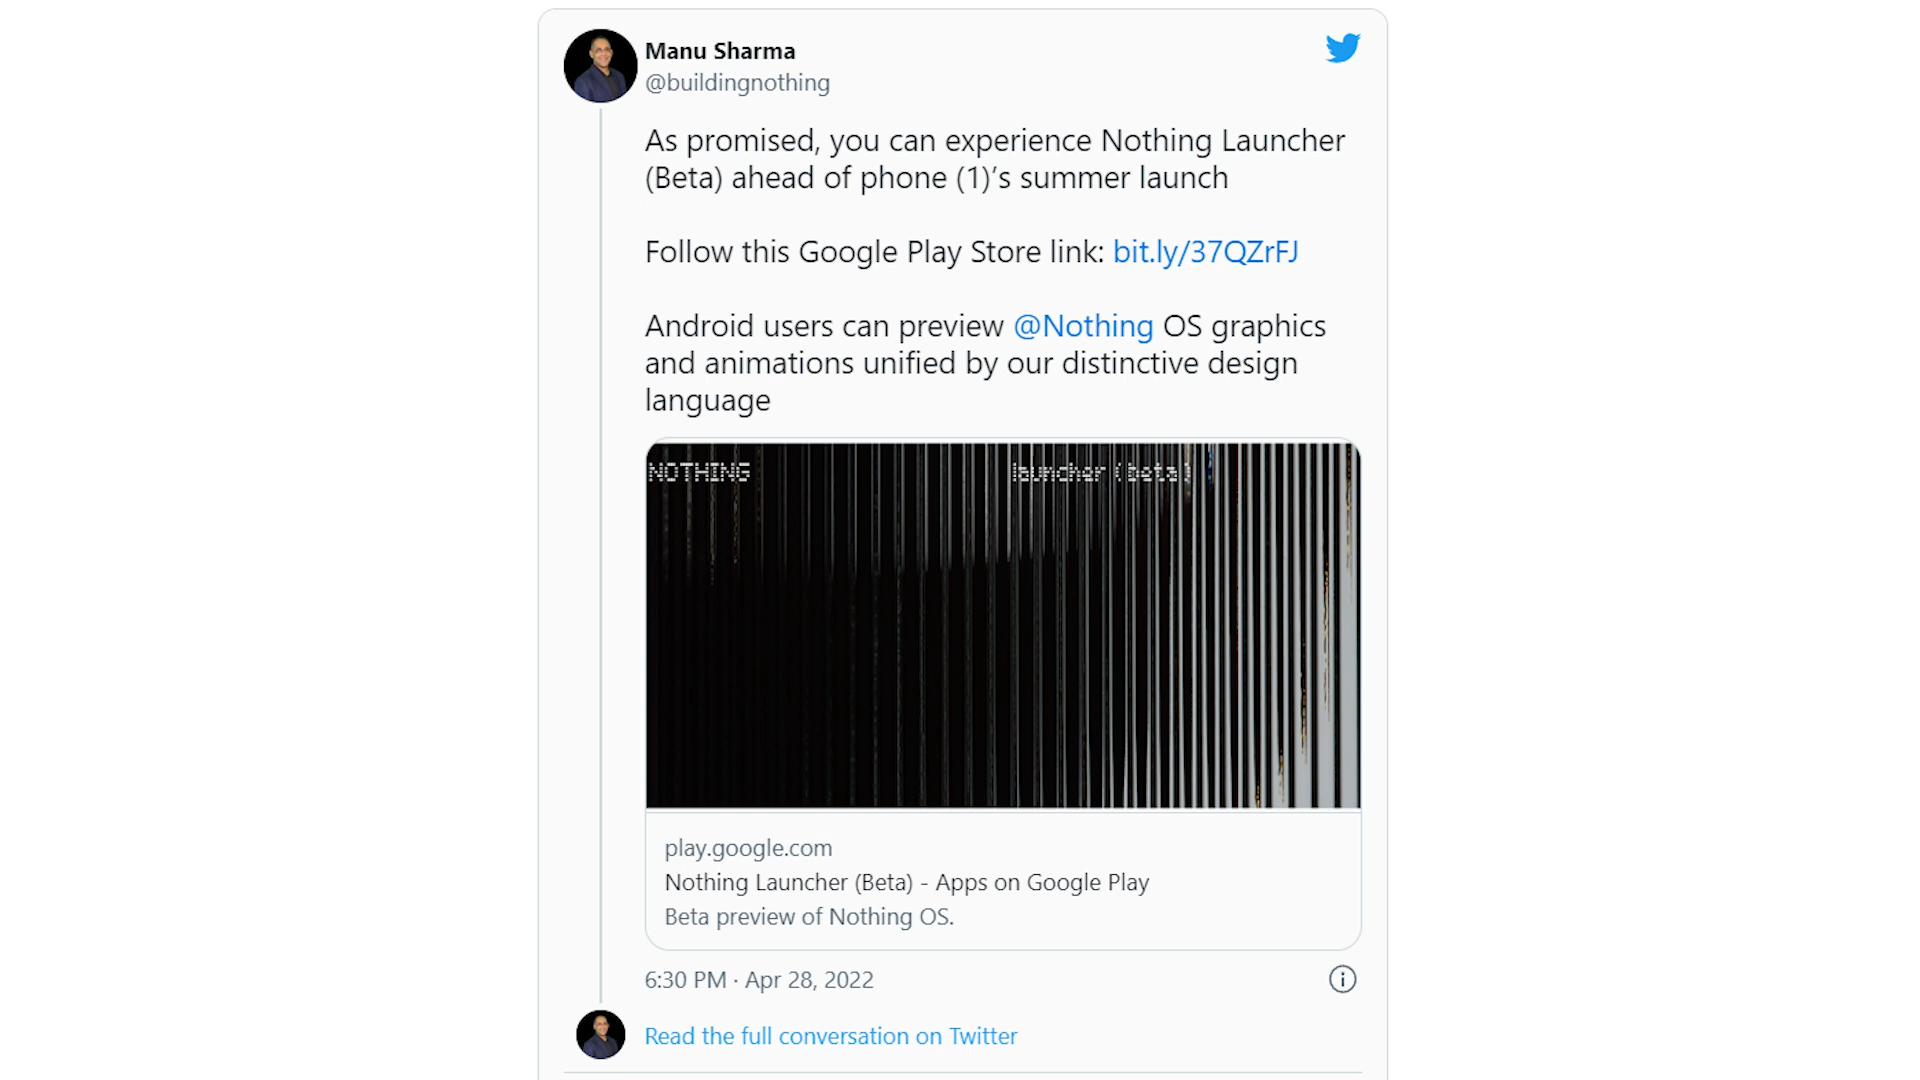 Manu Sharma
@buildingnothing
As promised, you can experience Nothing Launcher
(Beta) ahead of phone (1)’s summer launch
Follow this Google Play Store link: bit.ly/37QZrFJ
Android users can preview @Nothing OS graphics
and animations unified by our distinctive design
language
NOTHING launcher (beta)
play.google.com
Nothing Launcher (Beta) - Apps on Google Play
Beta preview of Nothing OS.
6:30 PM · Apr 28, 2022
Read the full conversation on Twitter